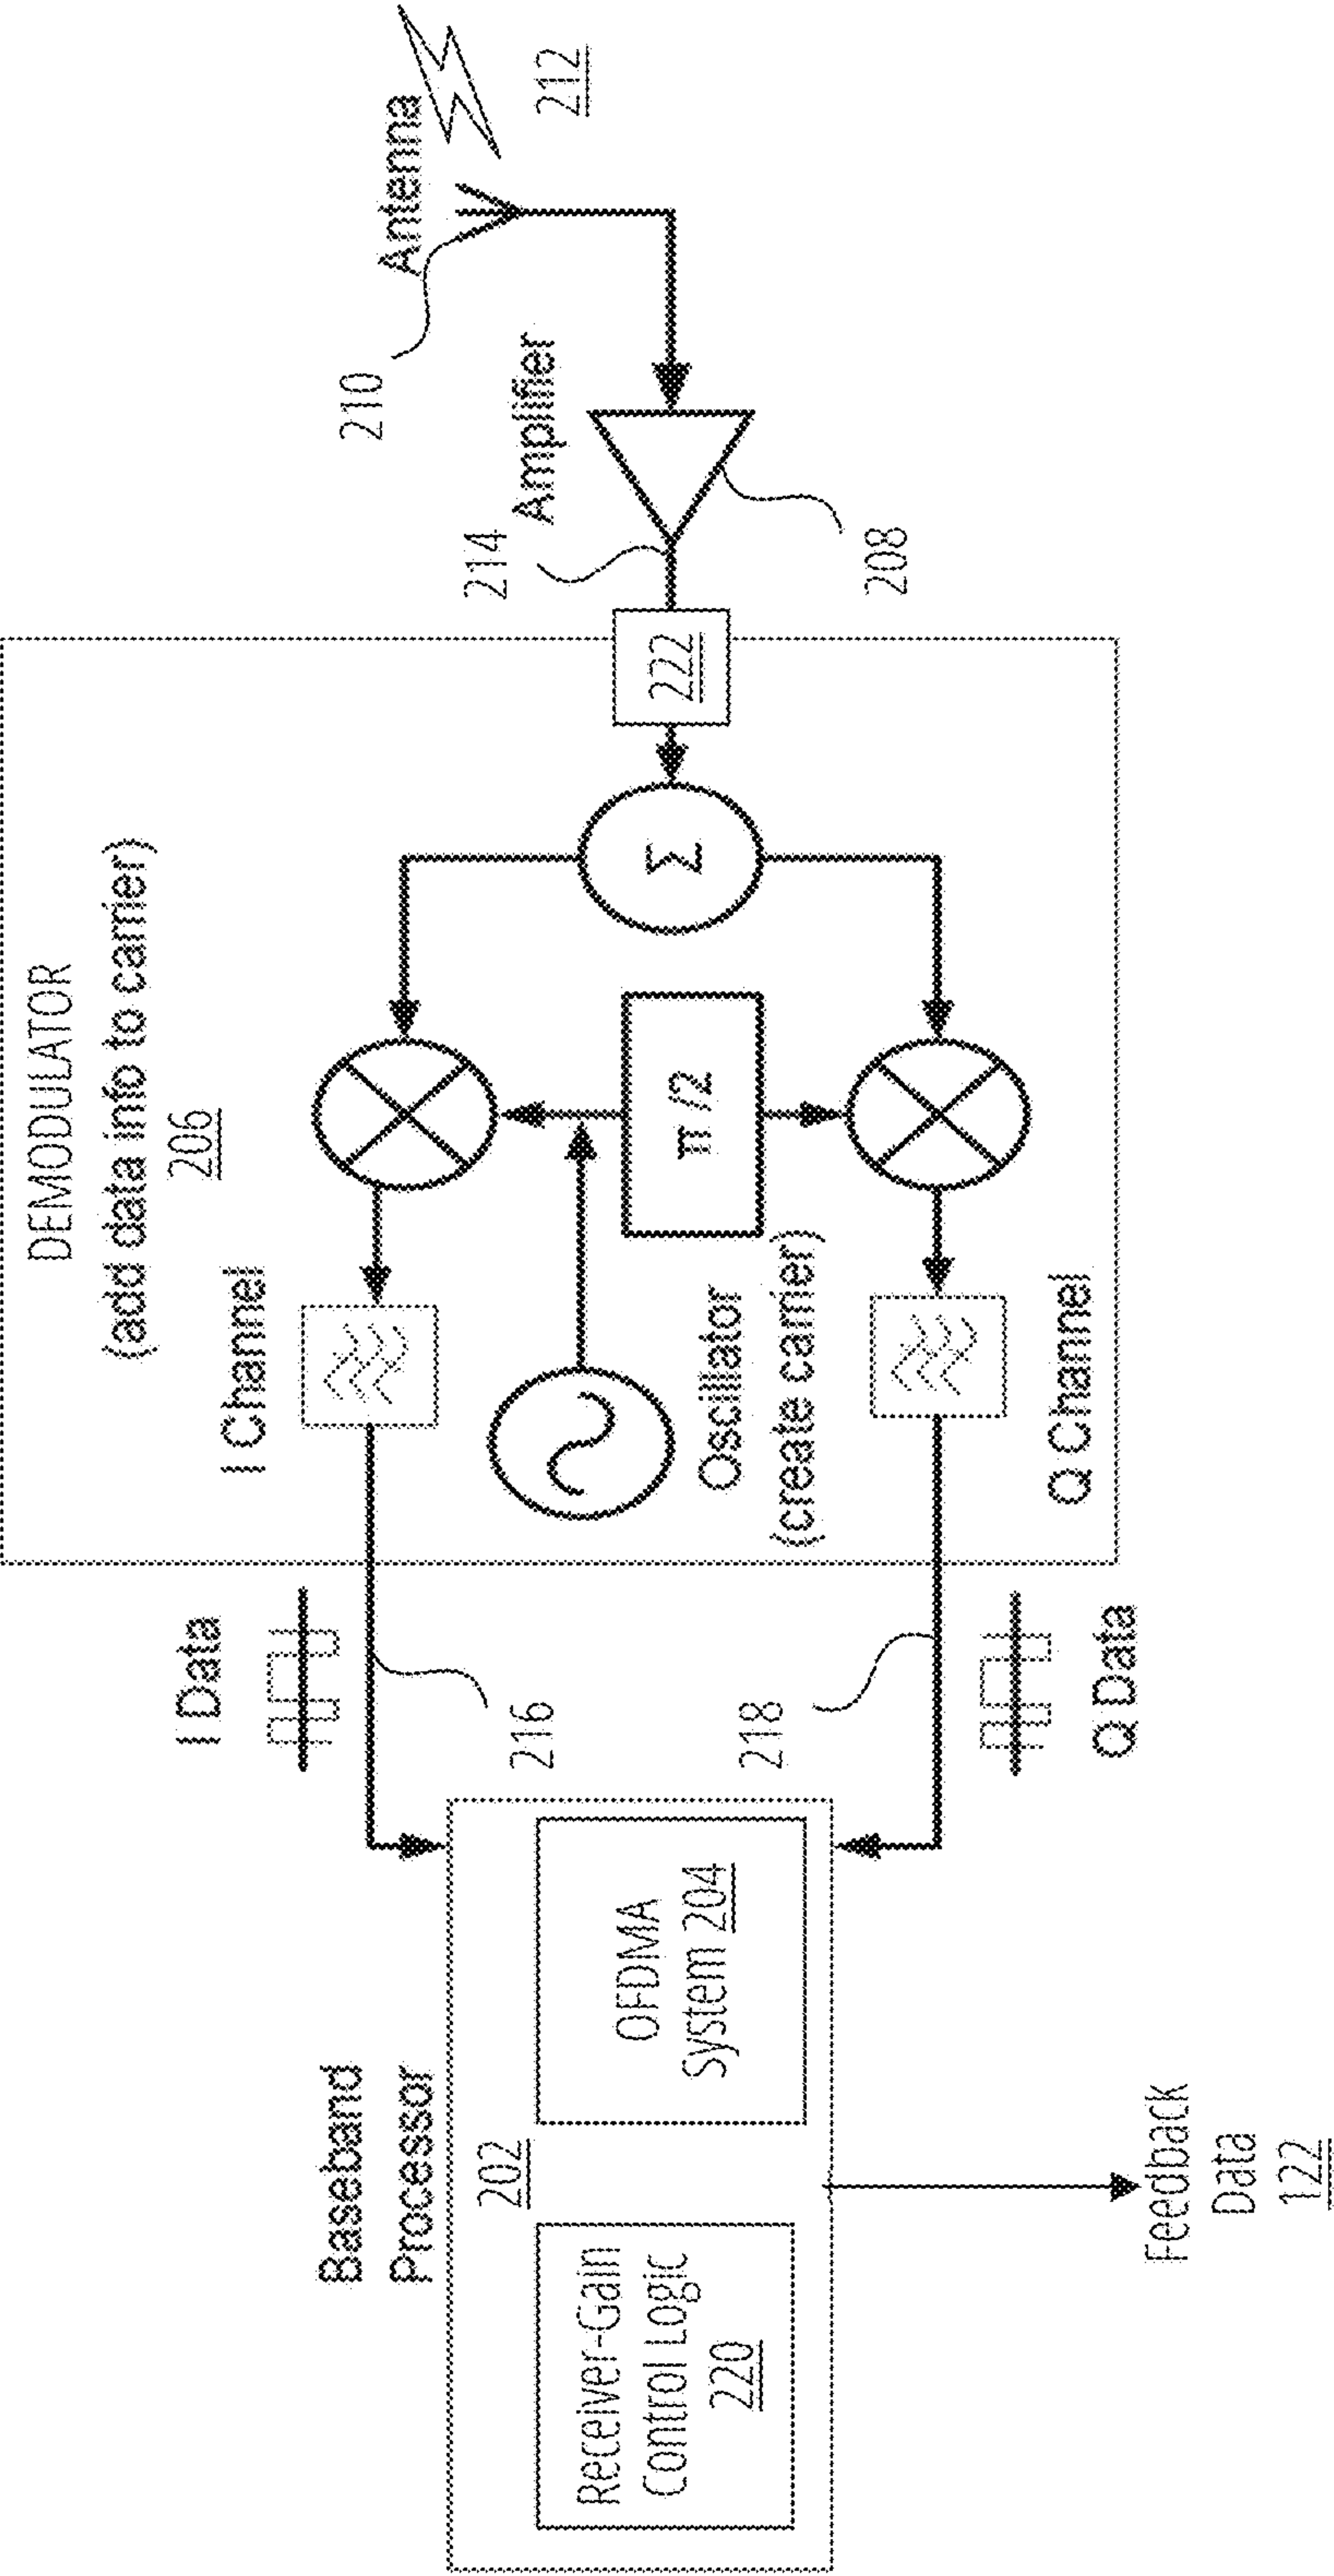 DEMODULATOR
(add data info to carrier)
206
I Channel
Oscillator
(create carrier)
Q Channel
π /2
Σ
222
214
Amplifier
208
210
Antenna
212
I Data
216
218
Q Data
Baseband
Processor
202
Receiver-Gain
Control Logic
220
OFDMA
System 204
Feedback
Data
122